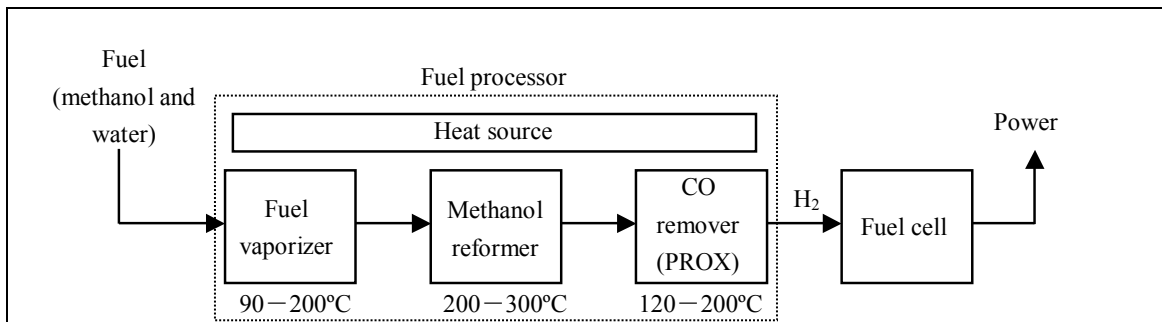 Fuel
(methanol and
water)
Fuel processor
Heat source
Power
Fuel
vaporizer
Methanol
reformer
CO
remover
(PROX)
H₂
Fuel cell
90－200ºC
200－300ºC
120－200ºC